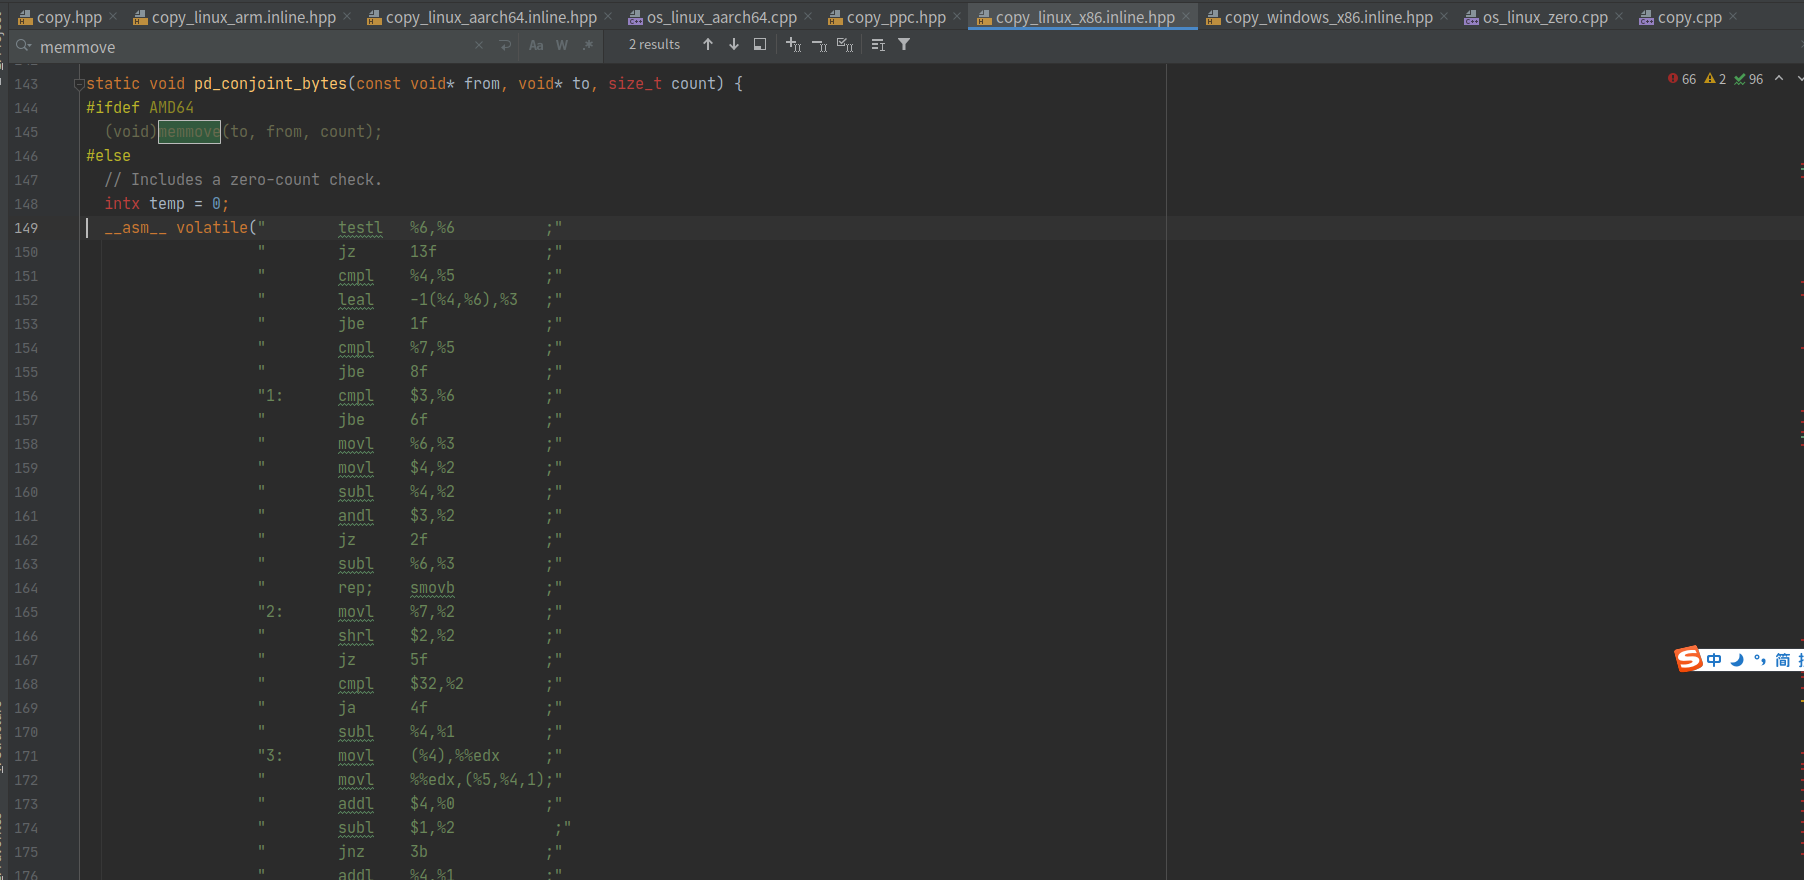 copy.hpp copy_linux_arm.inline.hpp copy_linux_aarch64.inline.hpp os_linux_aarch64.cpp copy_ppc.hpp copy_linux_x86.inline.hpp copy_windows_x86.inline.hpp os_linux_zero.cpp copy.cpp
memmove Aa W .* 2 results
66 2 96
143 static void pd_conjoint_bytes(const void* from, void* to, size_t count) {
144 #ifdef AMD64
145 (void)memmove(to, from, count);
146 #else
147 // Includes a zero-count check.
148 intx temp = 0;
149 __asm__ volatile(" testl %6,%6 ;"
150 " jz 13f ;"
151 " cmpl %4,%5 ;"
152 " leal -1(%4,%6),%3 ;"
153 " jbe 1f ;"
154 " cmpl %7,%5 ;"
155 " jbe 8f ;"
156 "1: cmpl $3,%6 ;"
157 " jbe 6f ;"
158 " movl %6,%3 ;"
159 " movl $4,%2 ;"
160 " subl %4,%2 ;"
161 " andl $3,%2 ;"
162 " jz 2f ;"
163 " subl %6,%3 ;"
164 " rep; smovb ;"
165 "2: movl %7,%2 ;"
166 " shrl $2,%2 ;"
167 " jz 5f ;"
168 " cmpl $32,%2 ;"
169 " ja 4f ;"
170 " subl %4,%1 ;"
171 "3: movl (%4),%%edx ;"
172 " movl %%edx,(%5,%4,1);"
173 " addl $4,%0 ;"
174 " subl $1,%2 ;"
175 " jnz 3b ;"
176 " addl %4,%1 ;"
S 中 °, 简